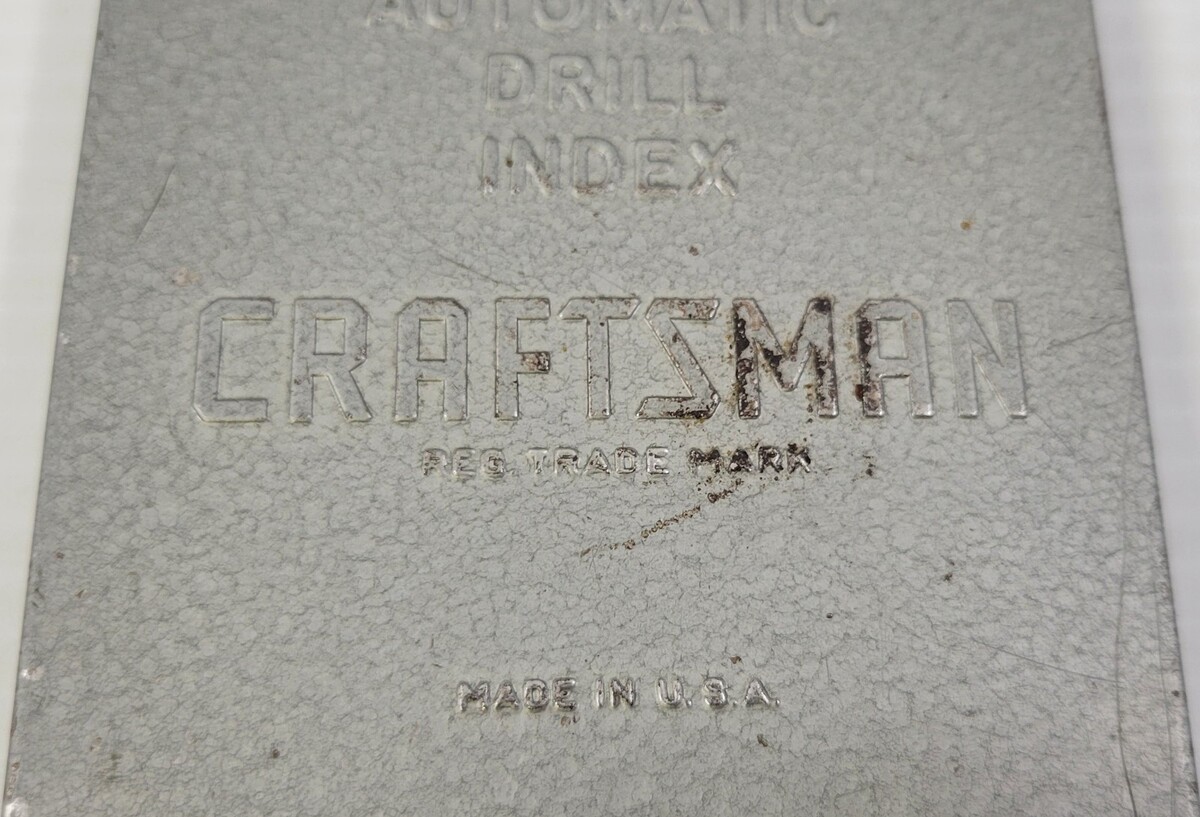 AUTOMATIC
DRILL
INDEX
CRAFTSMAN
REG. TRADE MARK
MADE IN U.S.A.